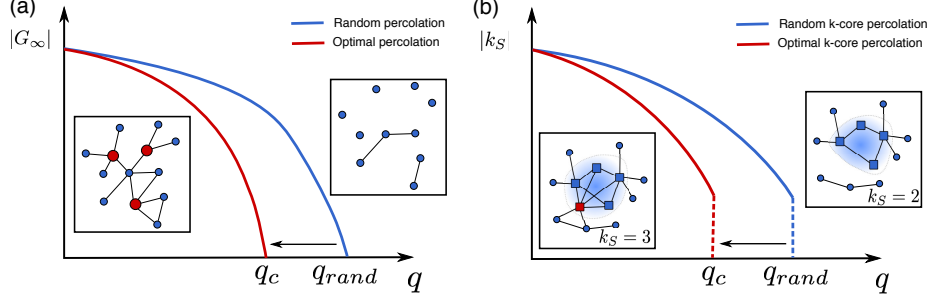 (a)
|G∞|
Random percolation
Optimal percolation
q_c
q_rand
q
(b)
|k_S|
Random k-core percolation
Optimal k-core percolation
k_S = 3
k_S = 2
q_c
q_rand
q